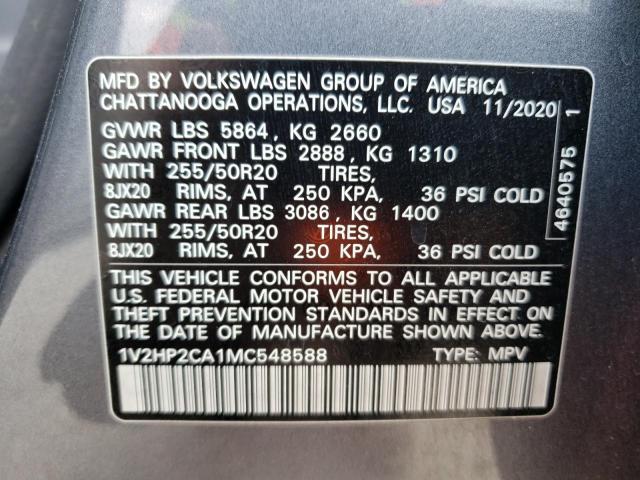 MFD BY VOLKSWAGEN GROUP OF AMERICA
CHATTANOOGA OPERATIONS, LLC. USA 11/2020
GVWR LBS 5864, KG 2660
GAWR FRONT LBS 2888, KG 1310
WITH 255/50R20 TIRES,
8JX20 RIMS, AT 250 KPA, 36 PSI COLD
GAWR REAR LBS 3086, KG 1400
WITH 255/50R20 TIRES,
8JX20 RIMS, AT 250 KPA, 36 PSI COLD
THIS VEHICLE CONFORMS TO ALL APPLICABLE
U.S. FEDERAL MOTOR VEHICLE SAFETY AND
THEFT PREVENTION STANDARDS IN EFFECT ON
THE DATE OF MANUFACTURE SHOWN ABOVE.
1V2HP2CA1MC548588 TYPE: MPV
4640575 1